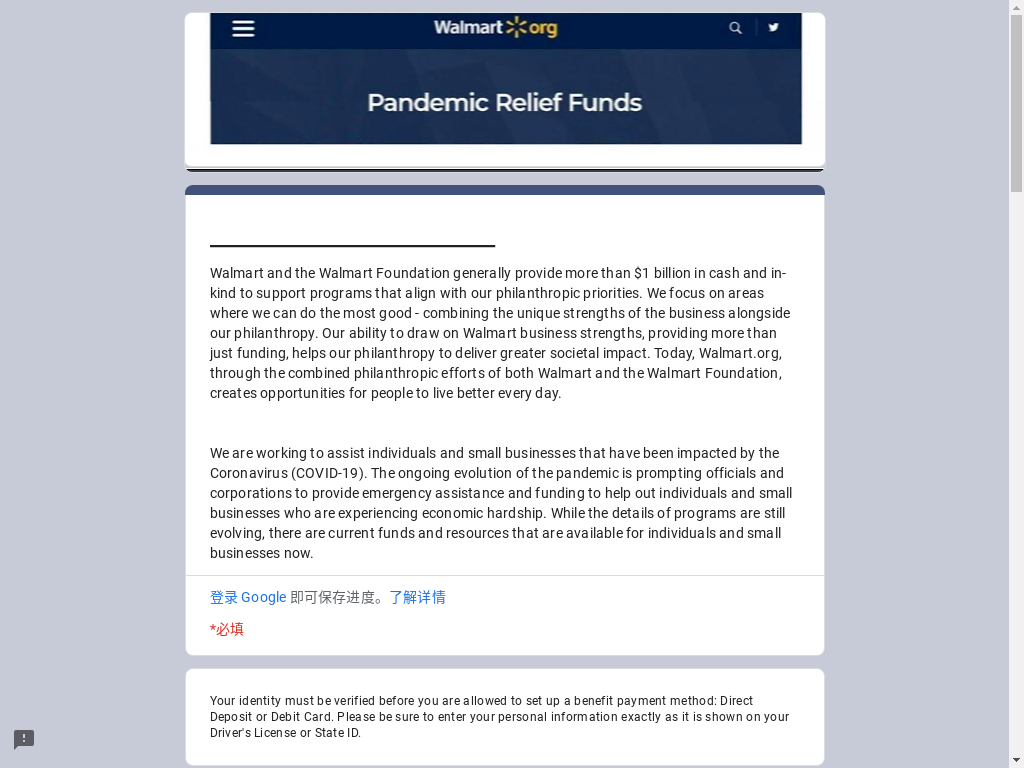 Walmart org
Pandemic Relief Funds
Walmart and the Walmart Foundation generally provide more than $1 billion in cash and in-
kind to support programs that align with our philanthropic priorities. We focus on areas
where we can do the most good - combining the unique strengths of the business alongside
our philanthropy. Our ability to draw on Walmart business strengths, providing more than
just funding, helps our philanthropy to deliver greater societal impact. Today, Walmart.org,
through the combined philanthropic efforts of both Walmart and the Walmart Foundation,
creates opportunities for people to live better every day.
We are working to assist individuals and small businesses that have been impacted by the
Coronavirus (COVID-19). The ongoing evolution of the pandemic is prompting officials and
corporations to provide emergency assistance and funding to help out individuals and small
businesses who are experiencing economic hardship. While the details of programs are still
evolving, there are current funds and resources that are available for individuals and small
businesses now.
登录 Google 即可保存进度。了解详情
*必填
Your identity must be verified before you are allowed to set up a benefit payment method: Direct
Deposit or Debit Card. Please be sure to enter your personal information exactly as it is shown on your
Driver's License or State ID.